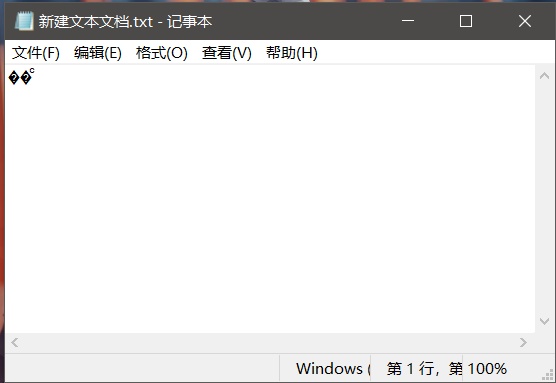 新建文本文档.txt - 记事本
文件(F) 编辑(E) 格式(O) 查看(V) 帮助(H)
��ͨ
Windows ( 第 1 行，第 100%